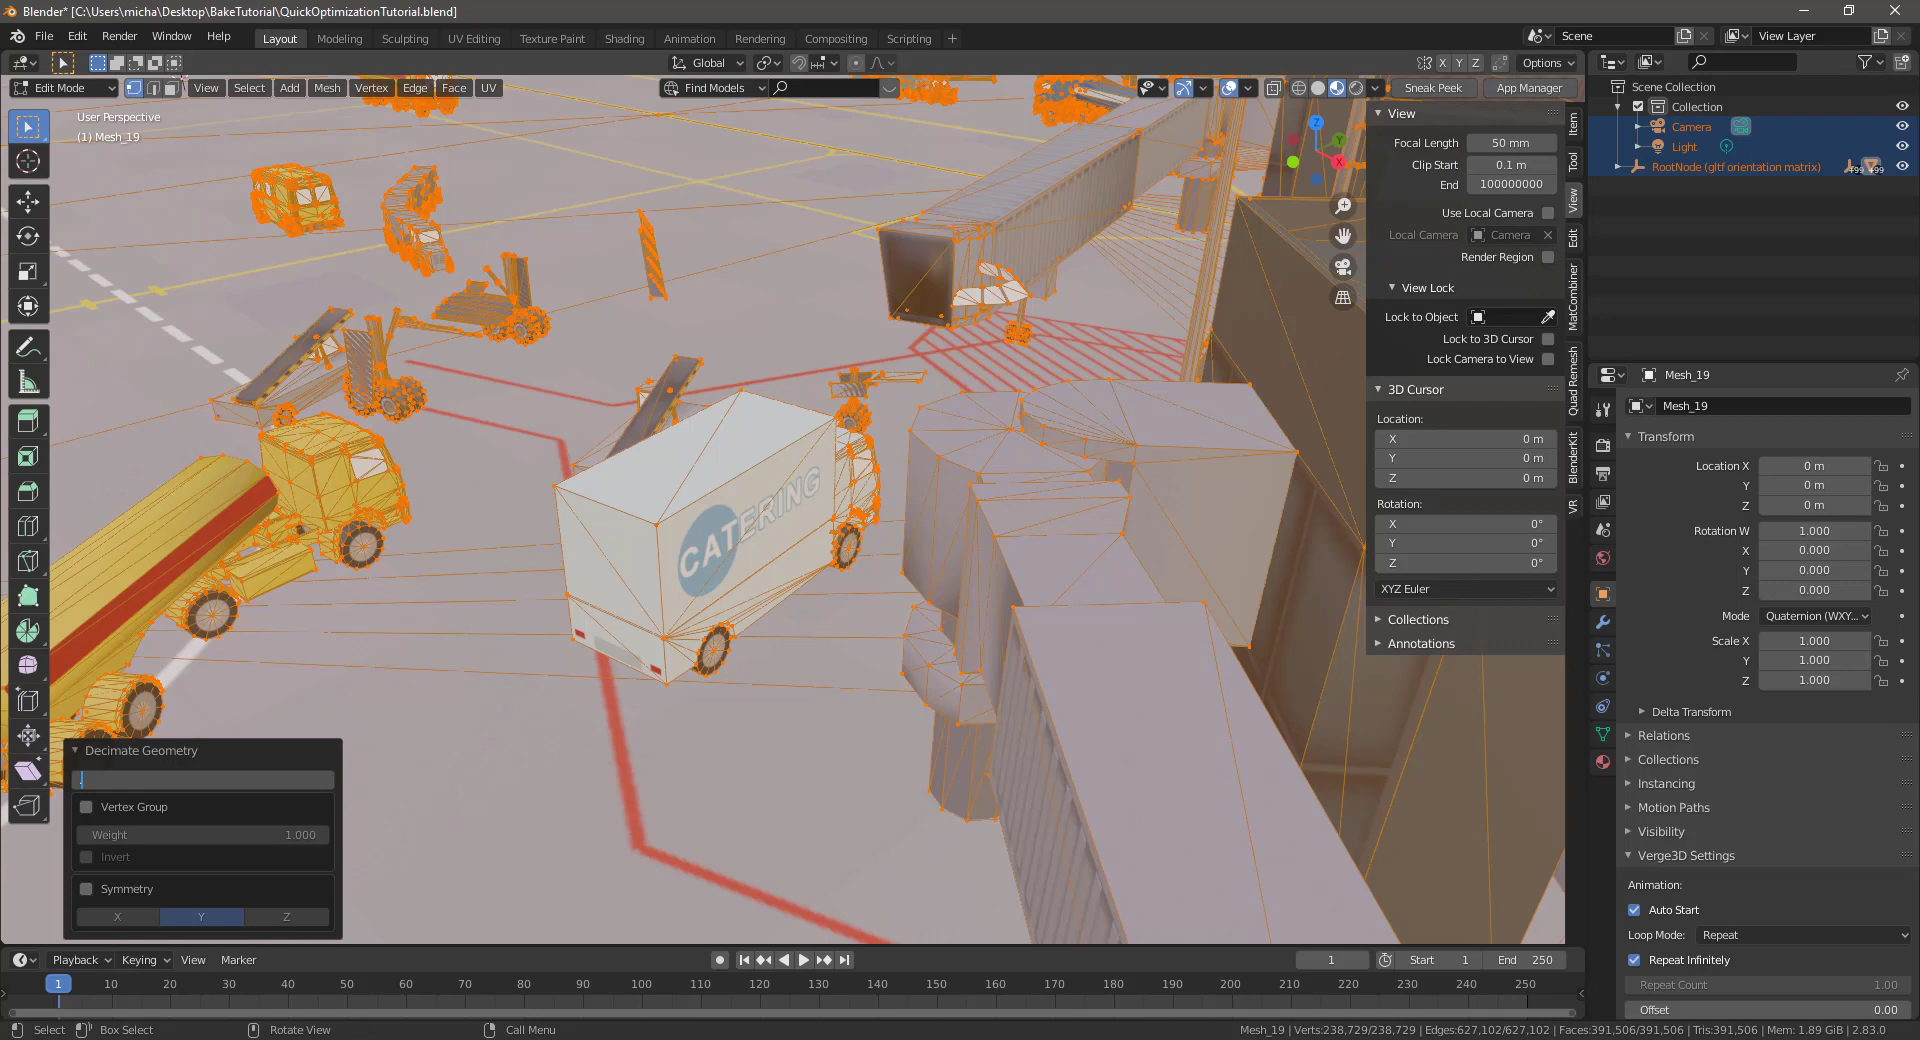 Blender* [C:\Users\micha\Desktop\BakeTutorial\QuickOptimizationTutorial.blend]
File Edit Render Window Help Layout Modeling Sculpting UV Editing Texture Paint Shading Animation Rendering Compositing Scripting + Scene View Layer
Global X Y Z Options
Edit Mode View Select Add Mesh Vertex Edge Face UV Find Models Sneak Peek App Manager
User Perspective
(1) Mesh_19
Z
Y
X
CATERING
View
Focal Length 50 mm
Clip Start 0.1 m
End 100000000
Use Local Camera
Local Camera Camera
Render Region
View Lock
Lock to Object
Lock to 3D Cursor
Lock Camera to View
3D Cursor
Location:
X 0 m
Y 0 m
Z 0 m
Rotation:
X 0°
Y 0°
Z 0°
XYZ Euler
Collections
Annotations
Item
Tool
View
Edit
MatCombiner
Quad Remesh
BlenderKit
VR
Scene Collection
Collection
Camera
Light
RootNode (gltf orientation matrix) +99 +99
Mesh_19
Mesh_19
Transform
Location X 0 m
Y 0 m
Z 0 m
Rotation W 1.000
X 0.000
Y 0.000
Z 0.000
Mode Quaternion (WXY...
Scale X 1.000
Y 1.000
Z 1.000
Delta Transform
Relations
Collections
Instancing
Motion Paths
Visibility
Verge3D Settings
Animation:
Auto Start
Loop Mode: Repeat
Repeat Infinitely
Repeat Count 1.00
Offset 0.00
Decimate Geometry
.
Vertex Group
Weight 1.000
Invert
Symmetry
X Y Z
Playback Keying View Marker 1 Start 1 End 250
1 10 20 30 40 50 60 70 80 90 100 110 120 130 140 150 160 170 180 190 200 210 220 230 240 250
Select Box Select Rotate View Call Menu Mesh_19 | Verts:238,729/238,729 | Edges:627,102/627,102 | Faces:391,506/391,506 | Tris:391,506 | Mem: 1.89 GiB | 2.83.0